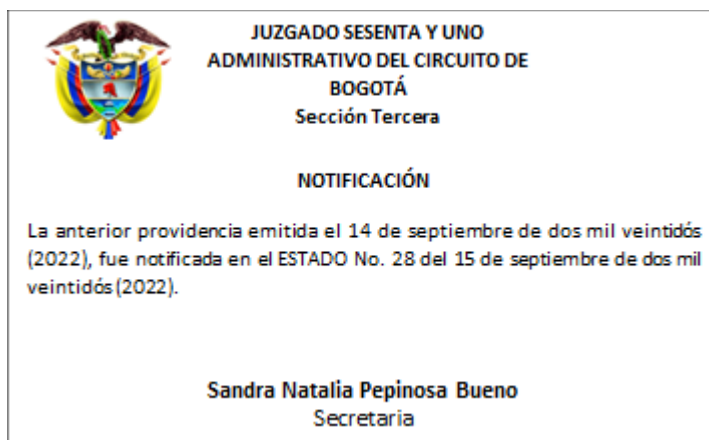 JUZGADO SESENTA Y UNO
ADMINISTRATIVO DEL CIRCUITO DE
BOGOTÁ
Sección Tercera
NOTIFICACIÓN
La anterior providencia emitida el 14 de septiembre de dos mil veintidós
(2022), fue notificada en el ESTADO No. 28 del 15 de septiembre de dos mil
veintidós (2022).
Sandra Natalia Pepinosa Bueno
Secretaria